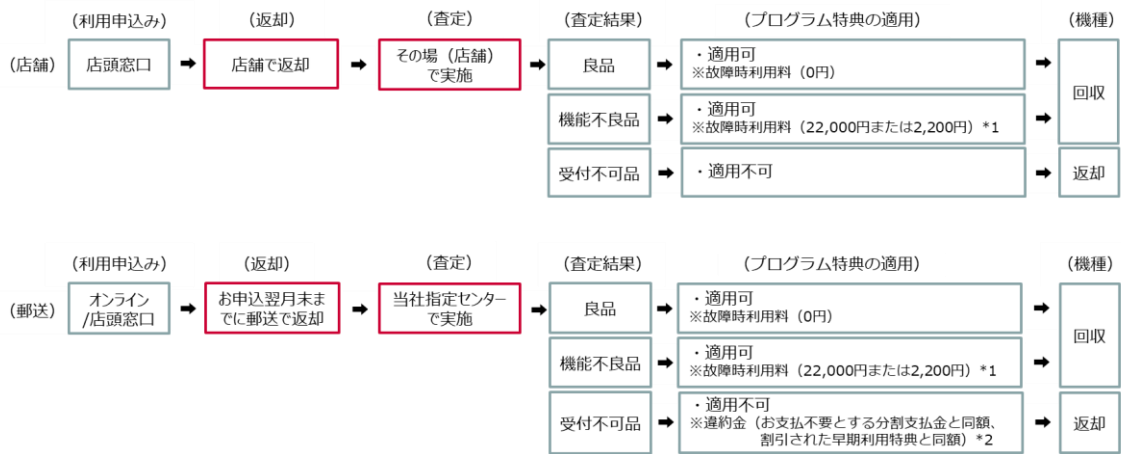 （利用申込み） （返却） （査定） （査定結果） （プログラム特典の適用） （機種）
（店舗） 店頭窓口 ➡ 店舗で返却 ➡ その場（店舗）で実施 ➡ 良品 ➡ ・適用可
※故障時利用料（0円） ➡ 回収
機能不良品 ➡ ・適用可
※故障時利用料（22,000円または2,200円）*1 ➡
受付不可品 ➡ ・適用不可 ➡ 返却
（利用申込み） （返却） （査定） （査定結果） （プログラム特典の適用） （機種）
（郵送） オンライン/店頭窓口 ➡ お申込翌月末までに郵送で返却 ➡ 当社指定センターで実施 ➡ 良品 ➡ ・適用可
※故障時利用料（0円） ➡ 回収
機能不良品 ➡ ・適用可
※故障時利用料（22,000円または2,200円）*1 ➡
受付不可品 ➡ ・適用不可
※違約金（お支払不要とする分割支払金と同額、
割引された早期利用特典と同額）*2 ➡ 返却